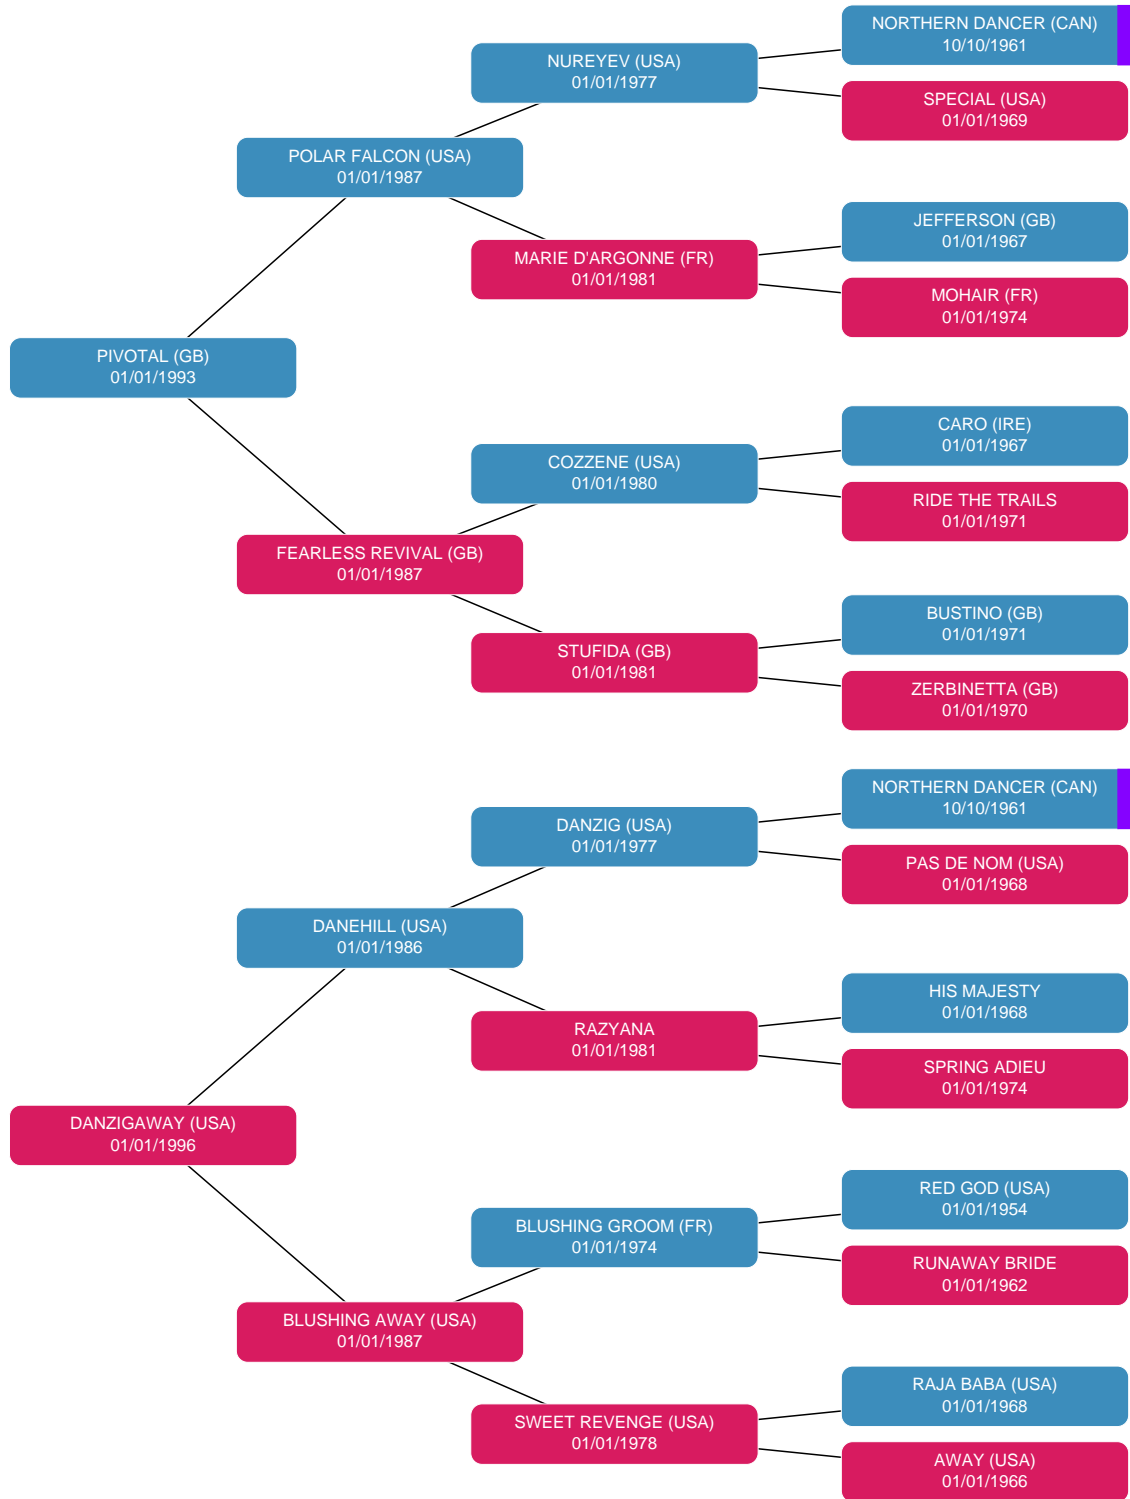 NORTHERN DANCER (CAN)
10/10/1961
NUREYEV (USA)
01/01/1977
SPECIAL (USA)
01/01/1969
POLAR FALCON (USA)
01/01/1987
JEFFERSON (GB)
01/01/1967
MARIE D'ARGONNE (FR)
01/01/1981
MOHAIR (FR)
01/01/1974
PIVOTAL (GB)
01/01/1993
CARO (IRE)
01/01/1967
COZZENE (USA)
01/01/1980
RIDE THE TRAILS
01/01/1971
FEARLESS REVIVAL (GB)
01/01/1987
BUSTINO (GB)
01/01/1971
STUFIDA (GB)
01/01/1981
ZERBINETTA (GB)
01/01/1970
NORTHERN DANCER (CAN)
10/10/1961
DANZIG (USA)
01/01/1977
PAS DE NOM (USA)
01/01/1968
DANEHILL (USA)
01/01/1986
HIS MAJESTY
01/01/1968
RAZYANA
01/01/1981
SPRING ADIEU
01/01/1974
DANZIGAWAY (USA)
01/01/1996
RED GOD (USA)
01/01/1954
BLUSHING GROOM (FR)
01/01/1974
RUNAWAY BRIDE
01/01/1962
BLUSHING AWAY (USA)
01/01/1987
RAJA BABA (USA)
01/01/1968
SWEET REVENGE (USA)
01/01/1978
AWAY (USA)
01/01/1966